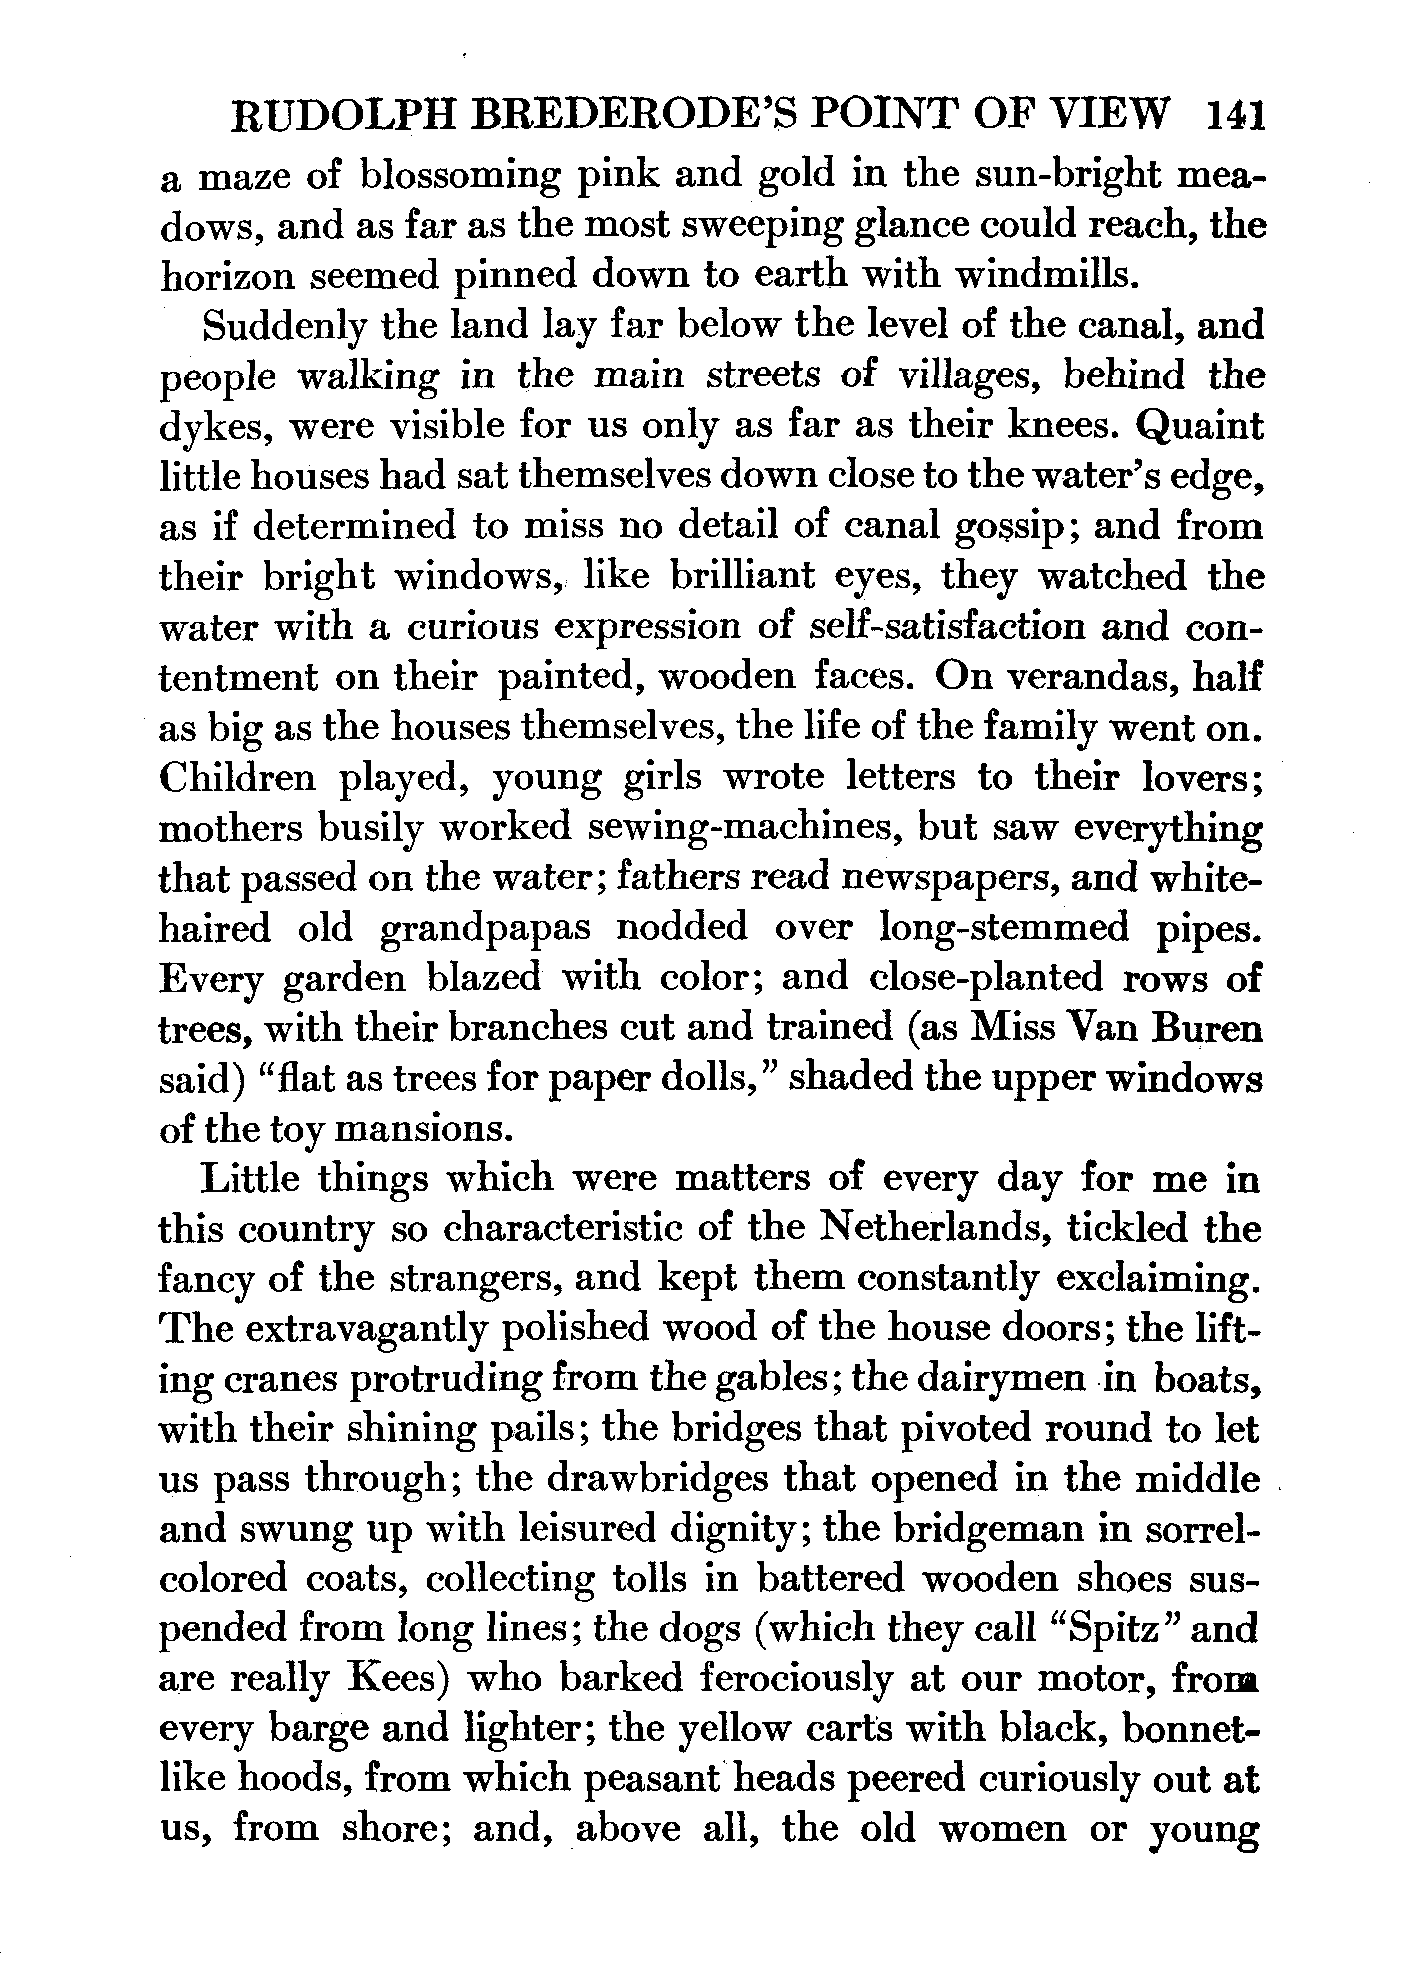 RUDOLPH BREDERODE'S POINT OF VIEW 141
a maze of blossoming pink and gold in the sun-bright mea-
dows, and as far as the most sweeping glance could reach, the
horizon seemed pinned down to earth with windmills.
Suddenly the land lay far below the level of the canal, and
people walking in the main streets of villages, behind the
dykes, were visible for us only as far as their knees. Quaint
little houses had sat themselves down close to the water's edge,
as if determined to miss no detail of canal gossip; and from
their bright windows, like brilliant eyes, they watched the
water with a curious expression of self-satisfaction and con-
tentment on their painted, wooden faces. On verandas, half
as big as the houses themselves, the life of the family went on.
Children played, young girls wrote letters to their lovers;
mothers busily worked sewing-machines, but saw everything
that passed on the water; fathers read newspapers, and white-
haired old grandpapas nodded over long-stemmed pipes.
Every garden blazed with color; and close-planted rows of
trees, with their branches cut and trained (as Miss Van Buren
said) "flat as trees for paper dolls," shaded the upper windows
of the toy mansions.
Little things which were matters of every day for me in
this country so characteristic of the Netherlands, tickled the
fancy of the strangers, and kept them constantly exclaiming.
The extravagantly polished wood of the house doors; the lift-
ing cranes protruding from the gables; the dairymen in boats,
with their shining pails; the bridges that pivoted round to let
us pass through; the drawbridges that opened in the middle
and swung up with leisured dignity; the bridgeman in sorrel-
colored coats, collecting tolls in battered wooden shoes sus-
pended from long lines; the dogs (which they call "Spitz" and
are really Kees) who barked ferociously at our motor, from
every barge and lighter; the yellow carts with black, bonnet-
like hoods, from which peasant heads peered curiously out at
us, from shore; and, above all, the old women or young